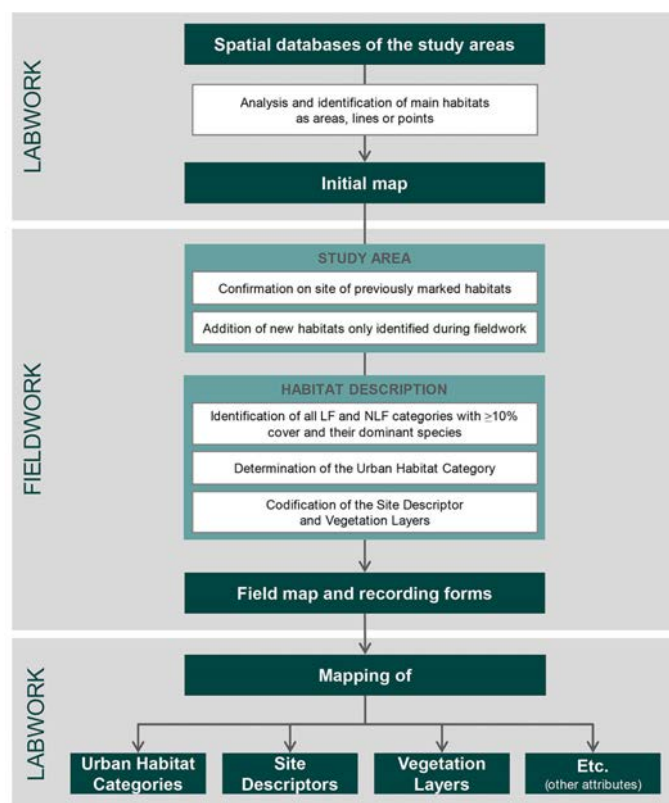 LABWORK
Spatial databases of the study areas
Analysis and identification of main habitats
as areas, lines or points
Initial map
FIELDWORK
STUDY AREA
Confirmation on site of previously marked habitats
Addition of new habitats only identified during fieldwork
HABITAT DESCRIPTION
Identification of all LF and NLF categories with ≥10%
cover and their dominant species
Determination of the Urban Habitat Category
Codification of the Site Descriptor
and Vegetation Layers
Field map and recording forms
LABWORK
Mapping of
Urban Habitat
Categories
Site
Descriptors
Vegetation
Layers
Etc.
(other attributes)